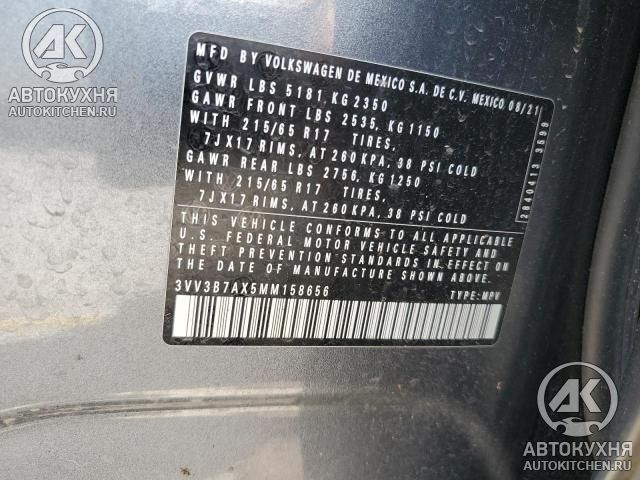 MFD BY VOLKSWAGEN DE MEXICO S.A. DE C.V. MEXICO 08/21
GVWR LBS 5181, KG 2350
GAWR FRONT LBS 2535, KG 1150
WITH 215/65 R17 TIRES,
7JX17 RIMS, AT 260 KPA, 38 PSI COLD
GAWR REAR LBS 2756, KG 1250
WITH 215/65 R17 TIRES,
7JX17 RIMS, AT 260 KPA, 38 PSI COLD
THIS VEHICLE CONFORMS TO ALL APPLICABLE
U.S. FEDERAL MOTOR VEHICLE SAFETY AND
THEFT PREVENTION STANDARDS IN EFFECT ON
THE DATE OF MANUFACTURE SHOWN ABOVE
3VV3B7AX5MM158656
TYPE: MPV
2640413 3599
АК
АВТОКУХНЯ
AUTOKITCHEN.RU
АК
АВТОКУХНЯ
AUTOKITCHEN.RU